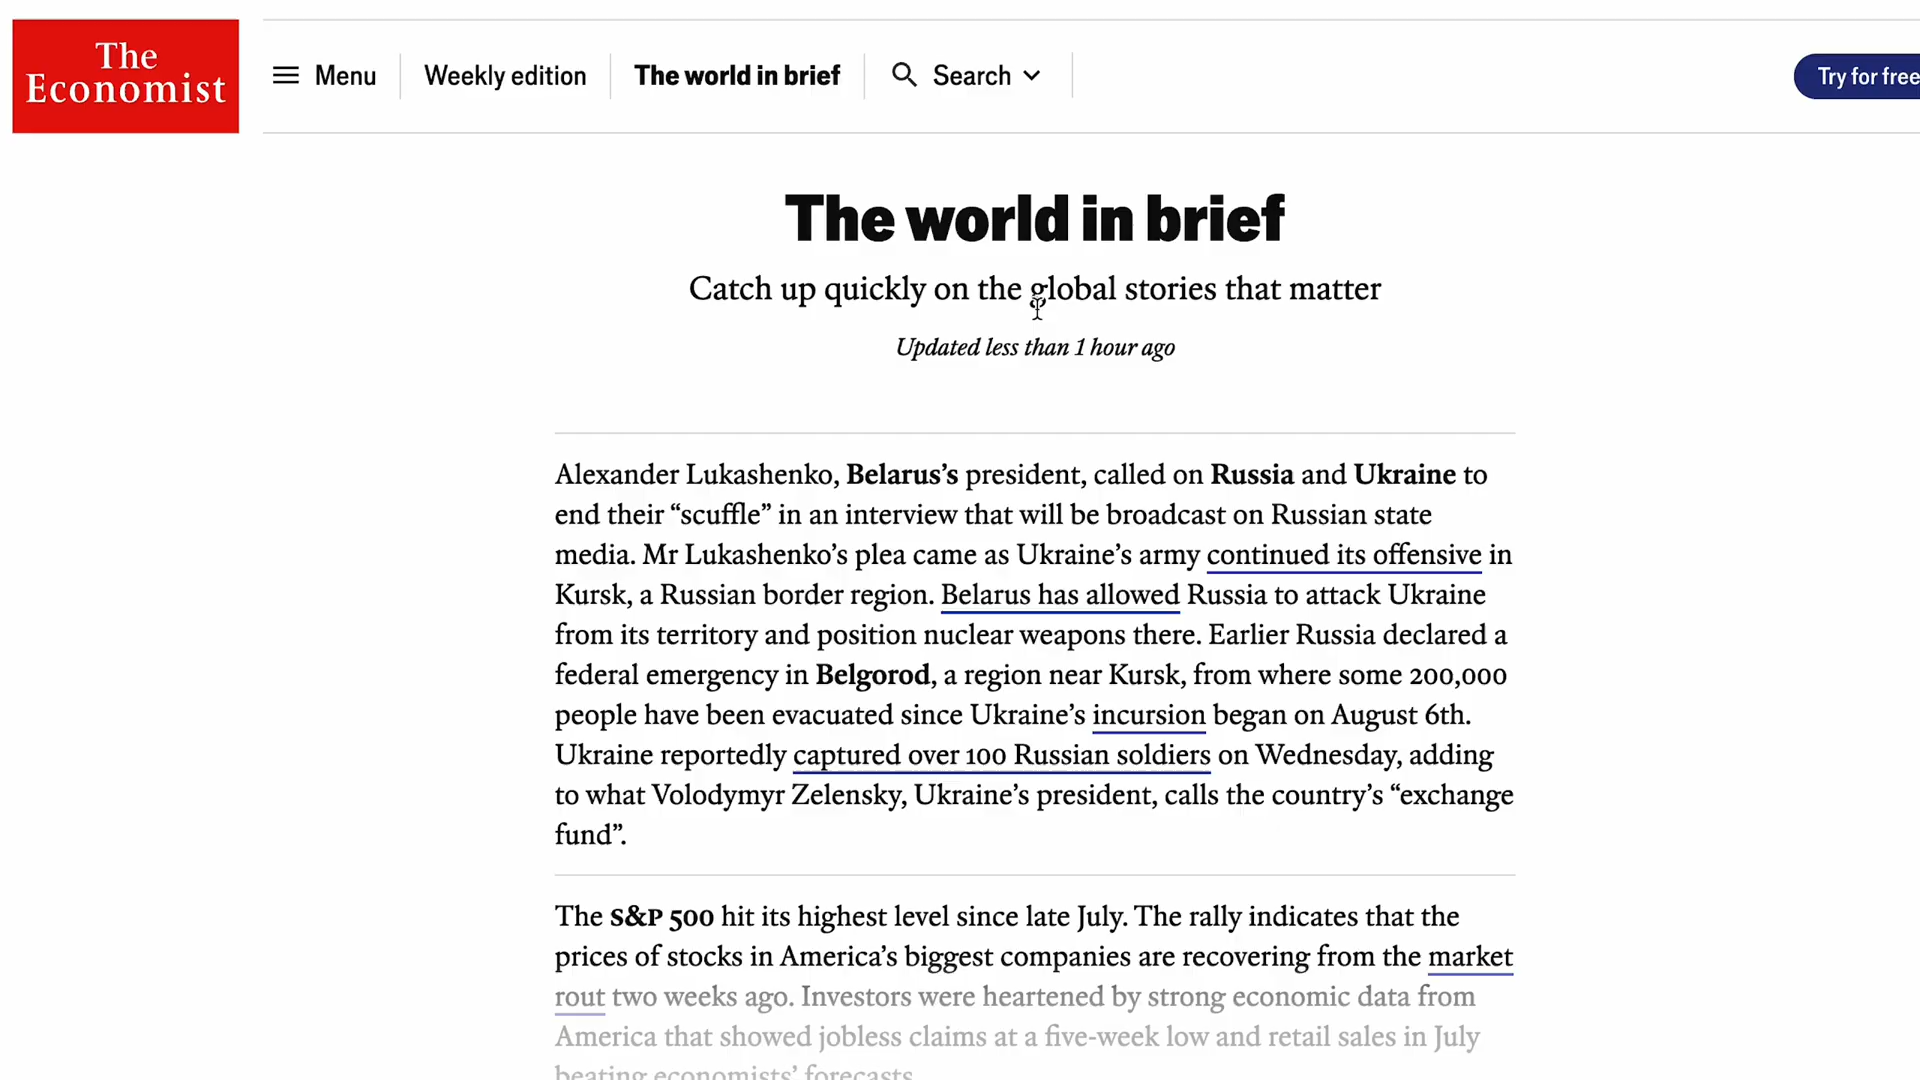 The
Economist
Menu
Weekly edition
The world in brief
Search
Try for free
The world in brief
Catch up quickly on the global stories that matter
Updated less than 1 hour ago
Alexander Lukashenko, Belarus’s president, called on Russia and Ukraine to
end their “scuffle” in an interview that will be broadcast on Russian state
media. Mr Lukashenko’s plea came as Ukraine’s army continued its offensive in
Kursk, a Russian border region. Belarus has allowed Russia to attack Ukraine
from its territory and position nuclear weapons there. Earlier Russia declared a
federal emergency in Belgorod, a region near Kursk, from where some 200,000
people have been evacuated since Ukraine’s incursion began on August 6th.
Ukraine reportedly captured over 100 Russian soldiers on Wednesday, adding
to what Volodymyr Zelensky, Ukraine’s president, calls the country’s “exchange
fund”.
The S&P 500 hit its highest level since late July. The rally indicates that the
prices of stocks in America’s biggest companies are recovering from the market
rout two weeks ago. Investors were heartened by strong economic data from
America that showed jobless claims at a five-week low and retail sales in July
beating economists’ forecasts.